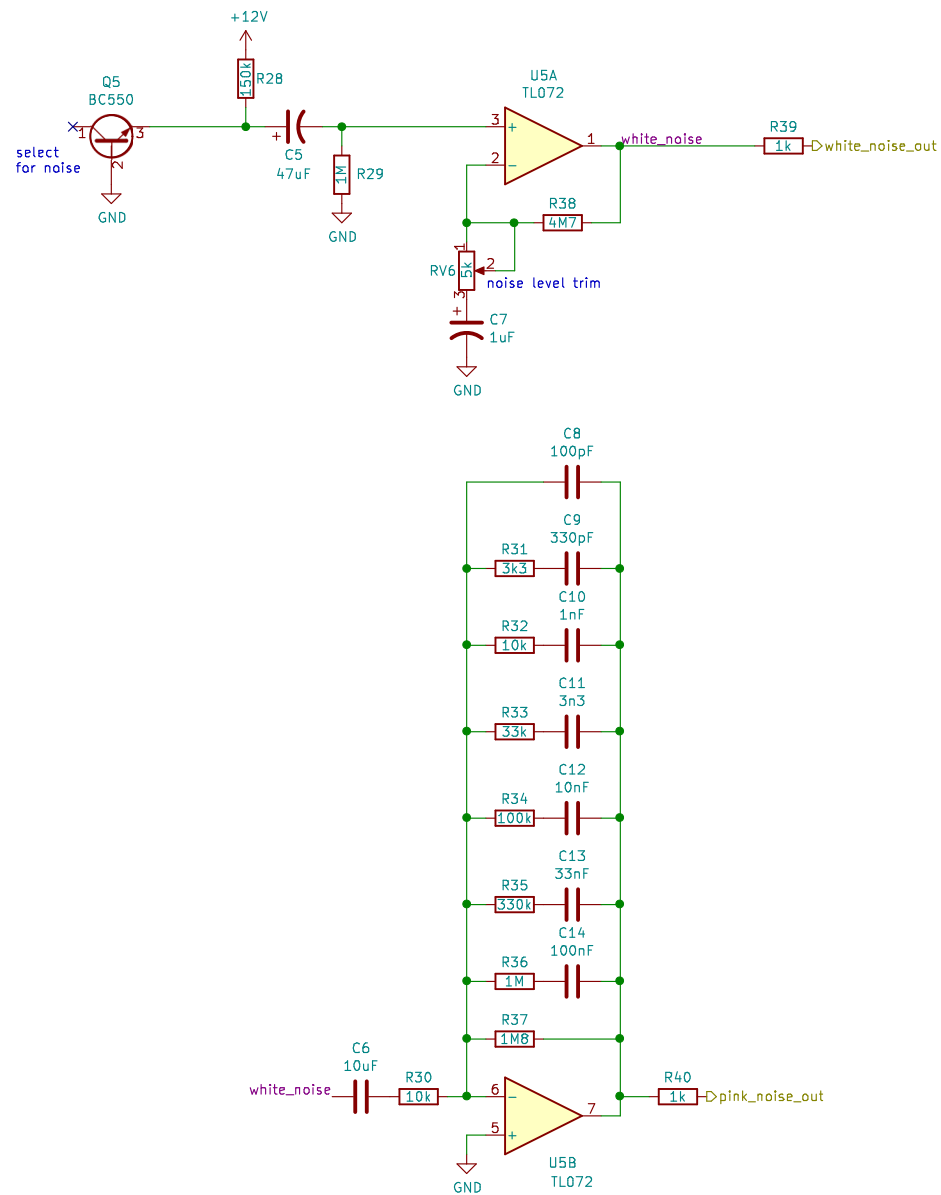 +12V
150k
R28
Q5
BC550
1
3
2
select
for noise
GND
+
C5
47uF
1M
R29
GND
U5A
TL072
3
+
2
−
1
white_noise
R39
1k
white_noise_out
R38
4M7
1
RV6
5k
2
3
noise level trim
+
C7
1uF
GND
C8
100pF
C9
330pF
R31
3k3
C10
1nF
R32
10k
C11
3n3
R33
33k
C12
10nF
R34
100k
C13
33nF
R35
330k
C14
100nF
R36
1M
R37
1M8
C6
10uF
white_noise
R30
10k
6
−
5
+
7
R40
1k
pink_noise_out
U5B
TL072
GND